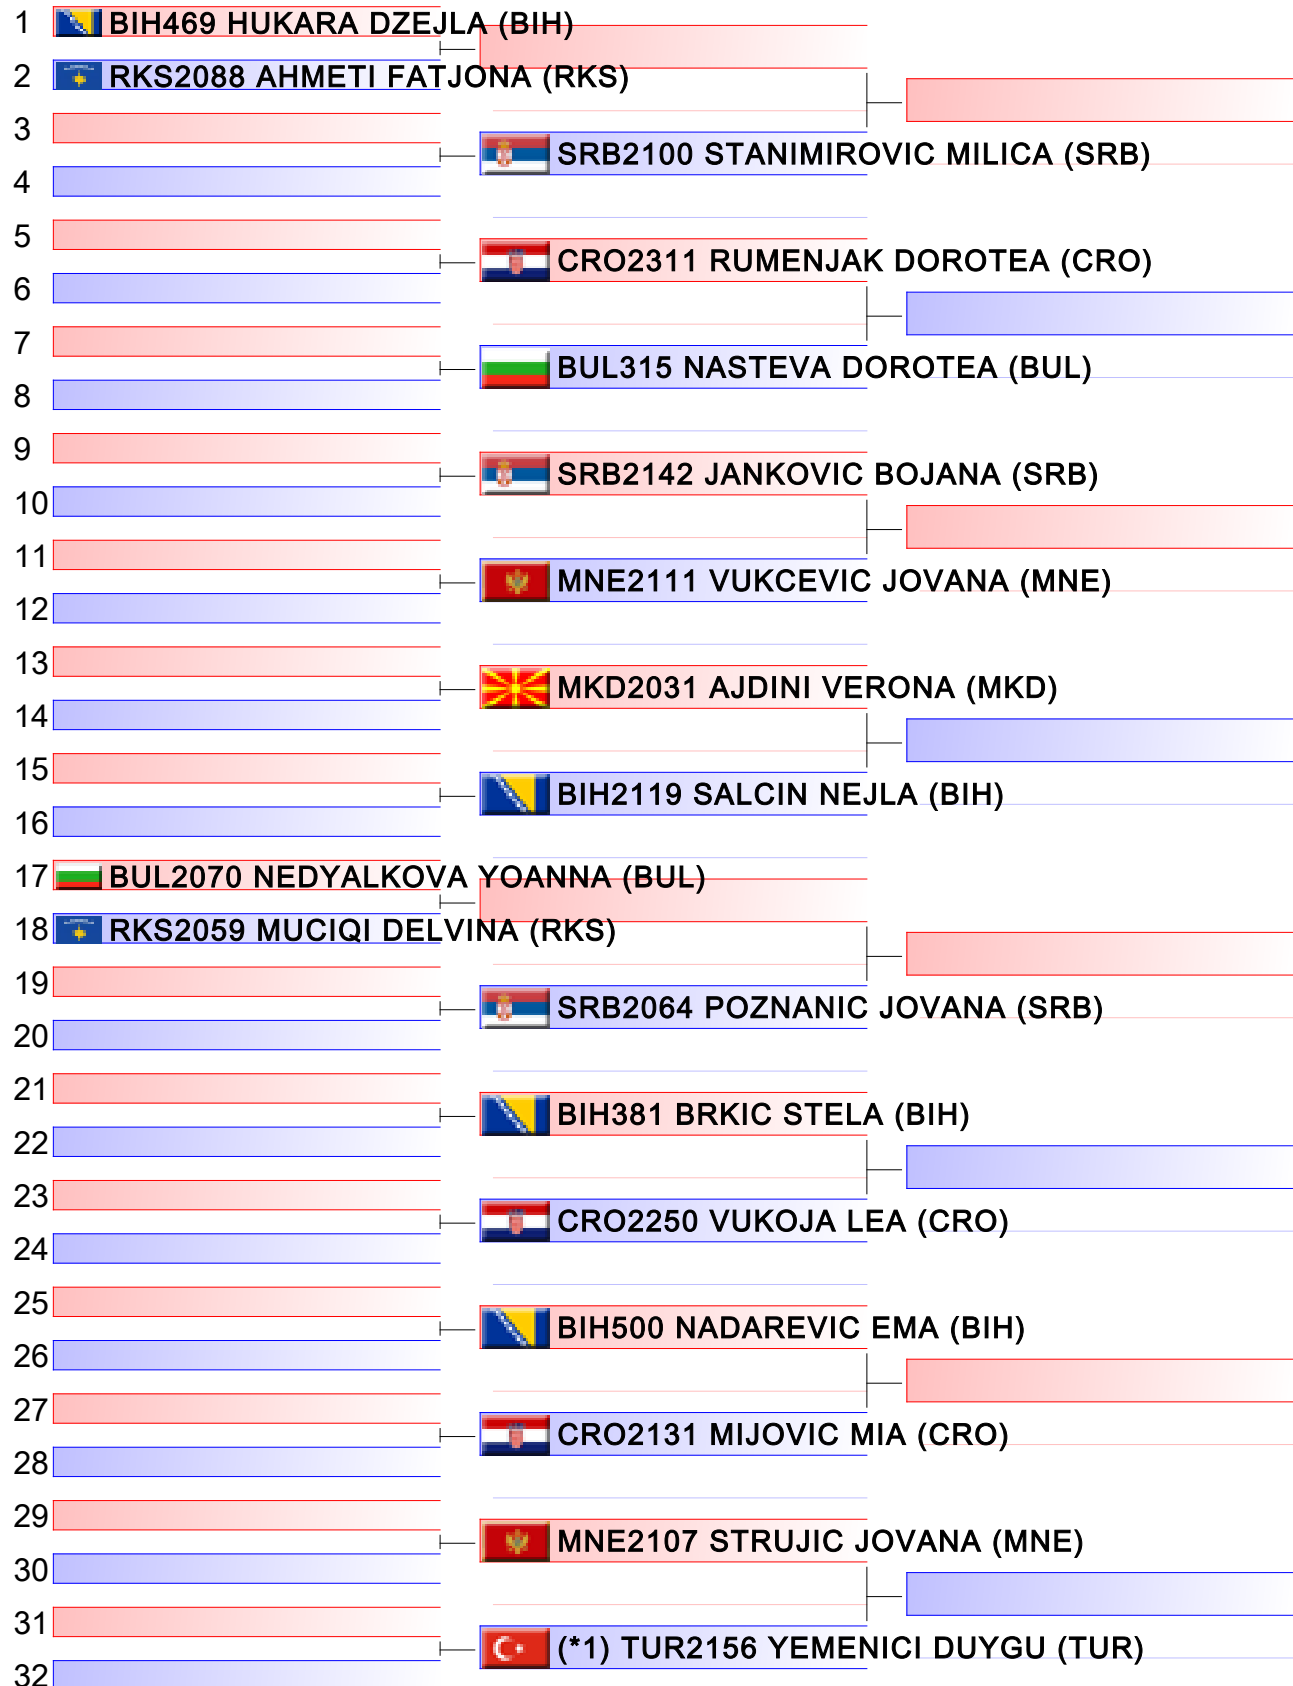 1 BIH469 HUKARA DZEJLA (BIH)
2 RKS2088 AHMETI FATJONA (RKS)
3
SRB2100 STANIMIROVIC MILICA (SRB)
4
5
CRO2311 RUMENJAK DOROTEA (CRO)
6
7
BUL315 NASTEVA DOROTEA (BUL)
8
9
SRB2142 JANKOVIC BOJANA (SRB)
10
11
MNE2111 VUKCEVIC JOVANA (MNE)
12
13
MKD2031 AJDINI VERONA (MKD)
14
15
BIH2119 SALCIN NEJLA (BIH)
16
17 BUL2070 NEDYALKOVA YOANNA (BUL)
18 RKS2059 MUCIQI DELVINA (RKS)
19
SRB2064 POZNANIC JOVANA (SRB)
20
21
BIH381 BRKIC STELA (BIH)
22
23
CRO2250 VUKOJA LEA (CRO)
24
25
BIH500 NADAREVIC EMA (BIH)
26
27
CRO2131 MIJOVIC MIA (CRO)
28
29
MNE2107 STRUJIC JOVANA (MNE)
30
31
(*1) TUR2156 YEMENICI DUYGU (TUR)
32